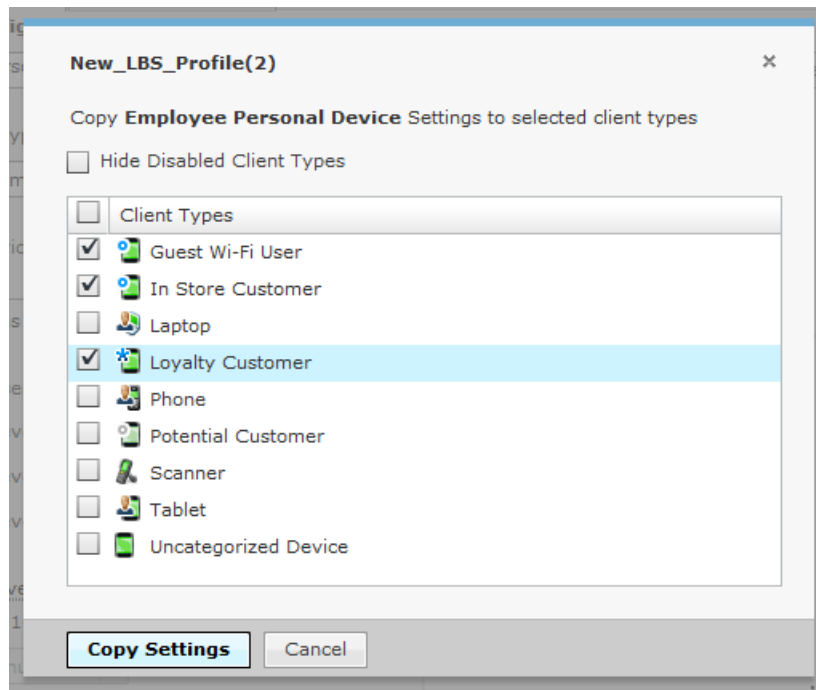 New_LBS_Profile(2)
Copy Employee Personal Device Settings to selected client types
Hide Disabled Client Types
Client Types
Guest Wi-Fi User
In Store Customer
Laptop
Loyalty Customer
Phone
Potential Customer
Scanner
Tablet
Uncategorized Device
Copy Settings
Cancel